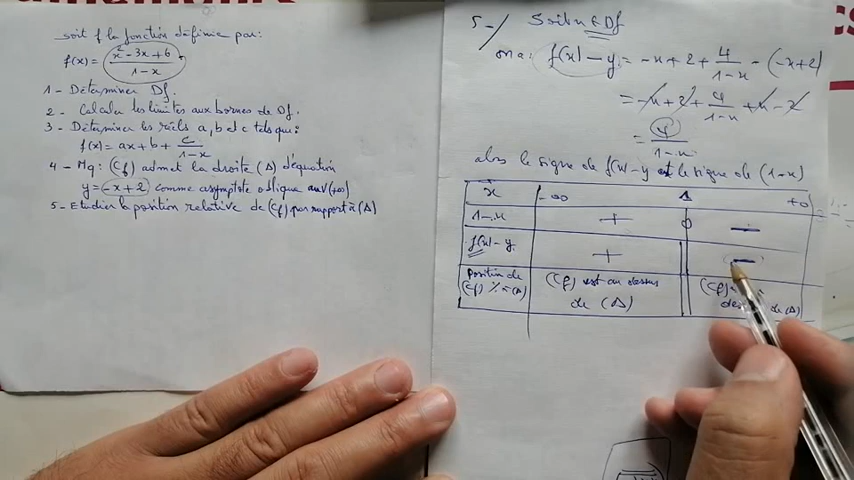 soit f la fonction définie par:
f(x) = x² - 3x + 6 / 1 - x
1 - Déterminer Df.
2 - Calculer les limites aux bornes de Df.
3 - Déterminer les réels a, b et c tels que:
f(x) = ax + b + c / 1 - x
4 - Mq: (Cf) admet la droite (Δ) d'équation
y = -x + 2 comme asymptote oblique au V(+∞)
5 - Etudier la position relative de (Cf) par rapport à (Δ)
5-/ Soit x ∈ Df
on a: f(x) - y = -x + 2 + 4 / 1 - x - (-x + 2)
= -x + 2 + 4 / 1 - x + x - 2
= 4 / 1 - x
alors le signe de f(x) - y est le signe de (1 - x)
x -∞ 1 +∞
1 - x + 0 -
f(x) - y + -
Position de (Cf) est au dessus (Cf)
(Cf) % à (Δ) de (Δ) de (Δ)